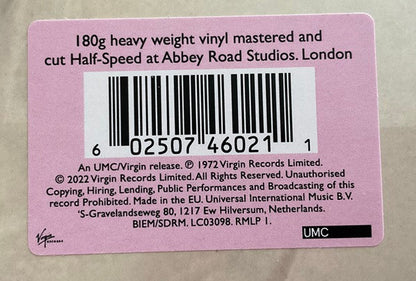 180g heavy weight vinyl mastered and
cut Half-Speed at Abbey Road Studios. London
6 02507 46021 1
An UMC/Virgin release. ℗ 1972 Virgin Records Limited.
© 2022 Virgin Records Limited. All Rights Reserved. Unauthorised
Copying, Hiring, Lending, Public Performances and Broadcasting of this
record Prohibited. Made in the EU. Universal International Music B.V.
'S-Gravelandseweg 80, 1217 Ew Hilversum, Netherlands.
BIEM/SDRM. LC03098. RMLP 1.
Virgin
RECORDS
UMC